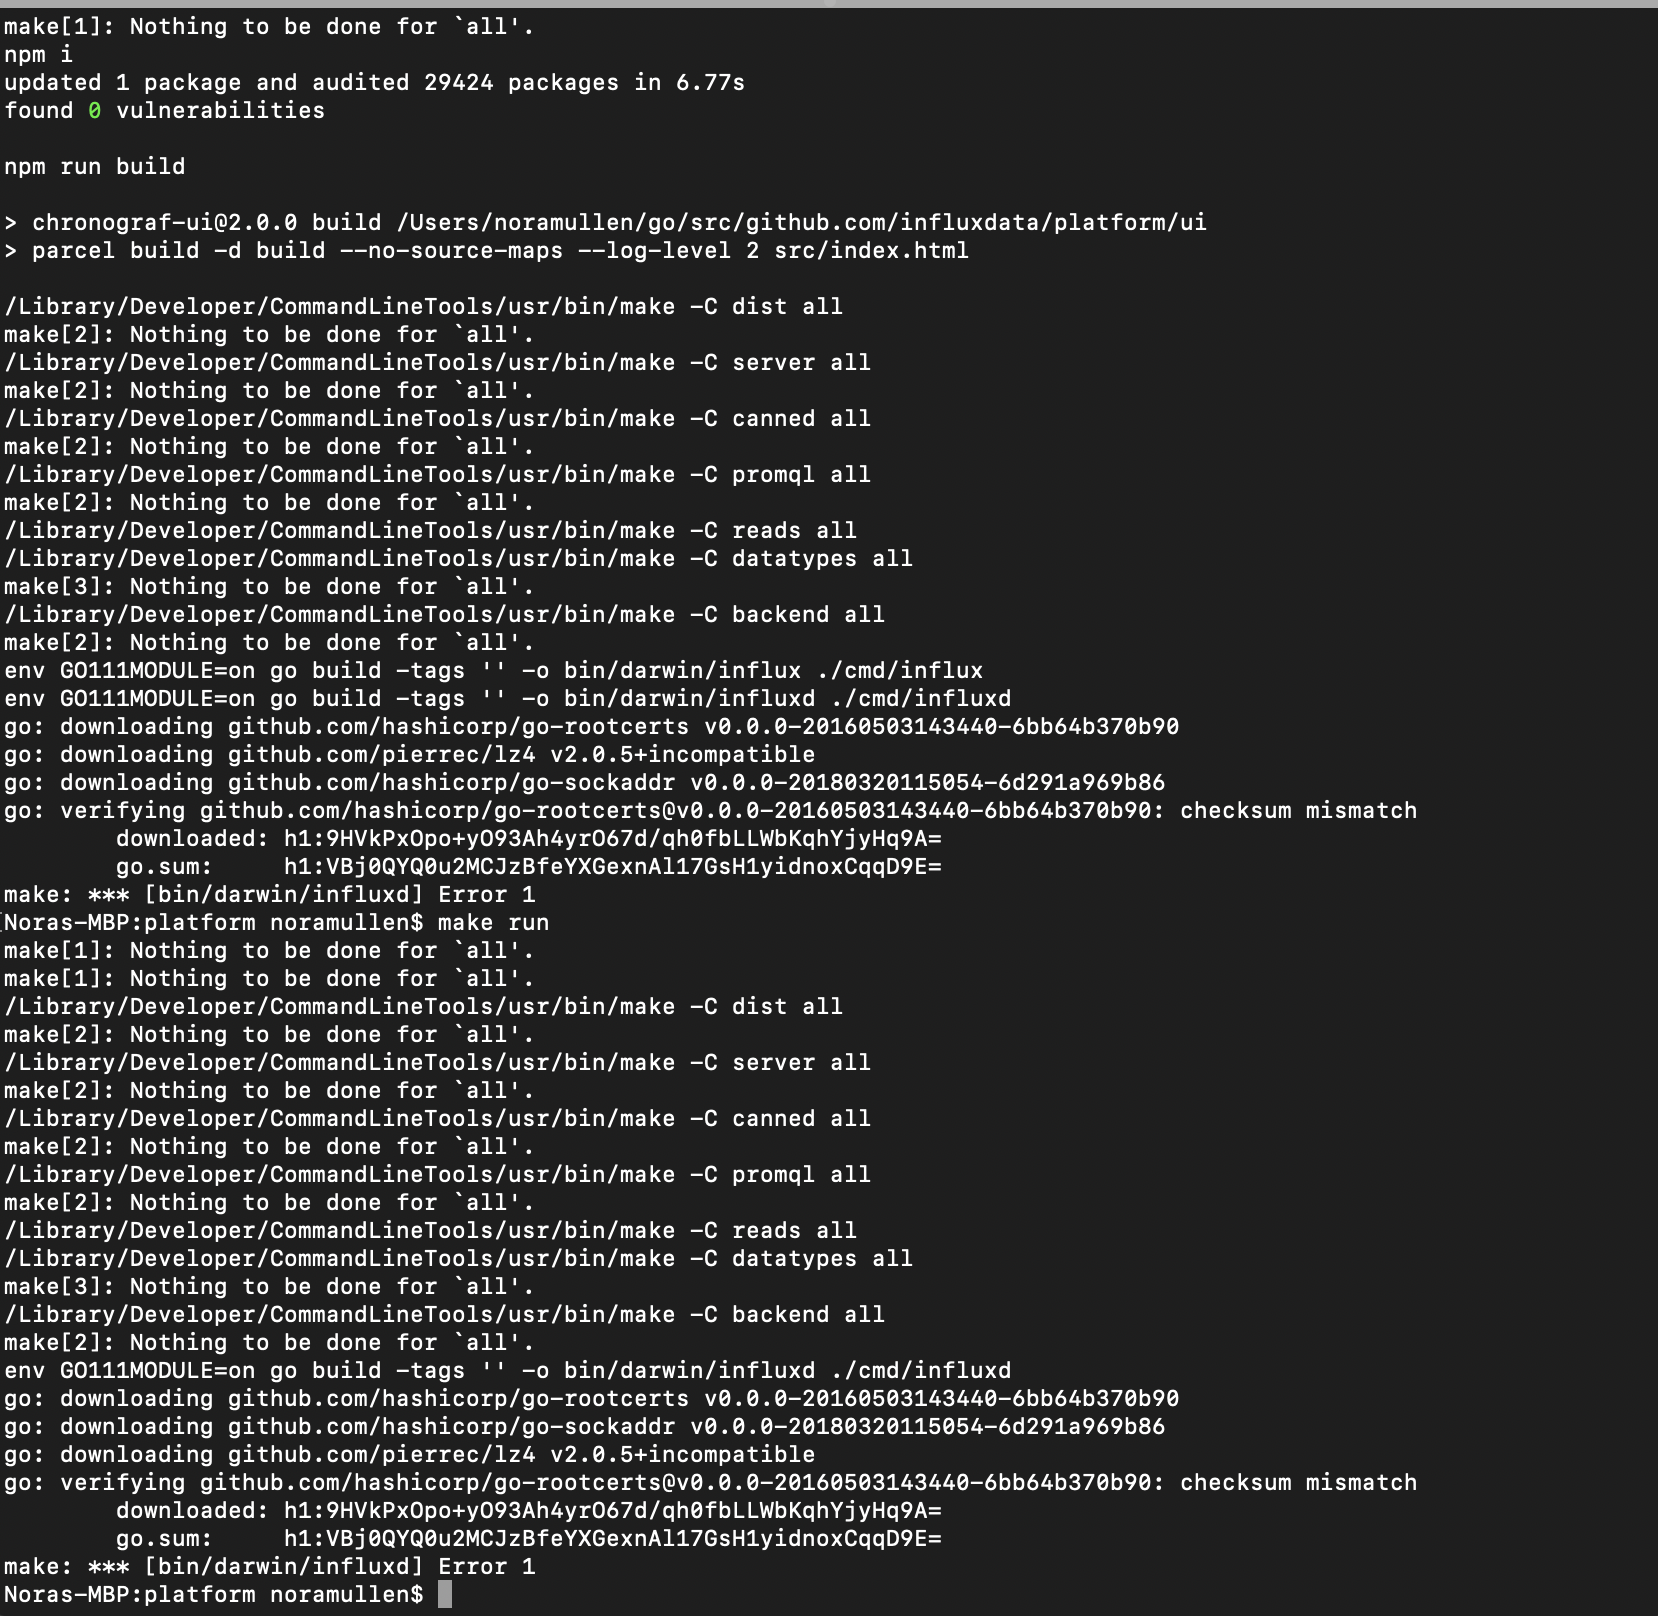 make[1]: Nothing to be done for `all'.
npm i
updated 1 package and audited 29424 packages in 6.77s
found 0 vulnerabilities
npm run build
> chronograf-ui@2.0.0 build /Users/noramullen/go/src/github.com/influxdata/platform/ui
> parcel build -d build --no-source-maps --log-level 2 src/index.html
/Library/Developer/CommandLineTools/usr/bin/make -C dist all
make[2]: Nothing to be done for `all'.
/Library/Developer/CommandLineTools/usr/bin/make -C server all
make[2]: Nothing to be done for `all'.
/Library/Developer/CommandLineTools/usr/bin/make -C canned all
make[2]: Nothing to be done for `all'.
/Library/Developer/CommandLineTools/usr/bin/make -C promql all
make[2]: Nothing to be done for `all'.
/Library/Developer/CommandLineTools/usr/bin/make -C reads all
/Library/Developer/CommandLineTools/usr/bin/make -C datatypes all
make[3]: Nothing to be done for `all'.
/Library/Developer/CommandLineTools/usr/bin/make -C backend all
make[2]: Nothing to be done for `all'.
env GO111MODULE=on go build -tags '' -o bin/darwin/influx ./cmd/influx
env GO111MODULE=on go build -tags '' -o bin/darwin/influxd ./cmd/influxd
go: downloading github.com/hashicorp/go-rootcerts v0.0.0-20160503143440-6bb64b370b90
go: downloading github.com/pierrec/lz4 v2.0.5+incompatible
go: downloading github.com/hashicorp/go-sockaddr v0.0.0-20180320115054-6d291a969b86
go: verifying github.com/hashicorp/go-rootcerts@v0.0.0-20160503143440-6bb64b370b90: checksum mismatch
downloaded: h1:9HVkPxOpo+yO93Ah4yrO67d/qh0fbLLWbKqhYjyHq9A=
go.sum: h1:VBj0QYQ0u2MCJzBfeYXGexnAl17GsH1yidnoxCqqD9E=
make: *** [bin/darwin/influxd] Error 1
Noras-MBP:platform noramullen$ make run
make[1]: Nothing to be done for `all'.
make[1]: Nothing to be done for `all'.
/Library/Developer/CommandLineTools/usr/bin/make -C dist all
make[2]: Nothing to be done for `all'.
/Library/Developer/CommandLineTools/usr/bin/make -C server all
make[2]: Nothing to be done for `all'.
/Library/Developer/CommandLineTools/usr/bin/make -C canned all
make[2]: Nothing to be done for `all'.
/Library/Developer/CommandLineTools/usr/bin/make -C promql all
make[2]: Nothing to be done for `all'.
/Library/Developer/CommandLineTools/usr/bin/make -C reads all
/Library/Developer/CommandLineTools/usr/bin/make -C datatypes all
make[3]: Nothing to be done for `all'.
/Library/Developer/CommandLineTools/usr/bin/make -C backend all
make[2]: Nothing to be done for `all'.
env GO111MODULE=on go build -tags '' -o bin/darwin/influxd ./cmd/influxd
go: downloading github.com/hashicorp/go-rootcerts v0.0.0-20160503143440-6bb64b370b90
go: downloading github.com/hashicorp/go-sockaddr v0.0.0-20180320115054-6d291a969b86
go: downloading github.com/pierrec/lz4 v2.0.5+incompatible
go: verifying github.com/hashicorp/go-rootcerts@v0.0.0-20160503143440-6bb64b370b90: checksum mismatch
downloaded: h1:9HVkPxOpo+yO93Ah4yrO67d/qh0fbLLWbKqhYjyHq9A=
go.sum: h1:VBj0QYQ0u2MCJzBfeYXGexnAl17GsH1yidnoxCqqD9E=
make: *** [bin/darwin/influxd] Error 1
Noras-MBP:platform noramullen$